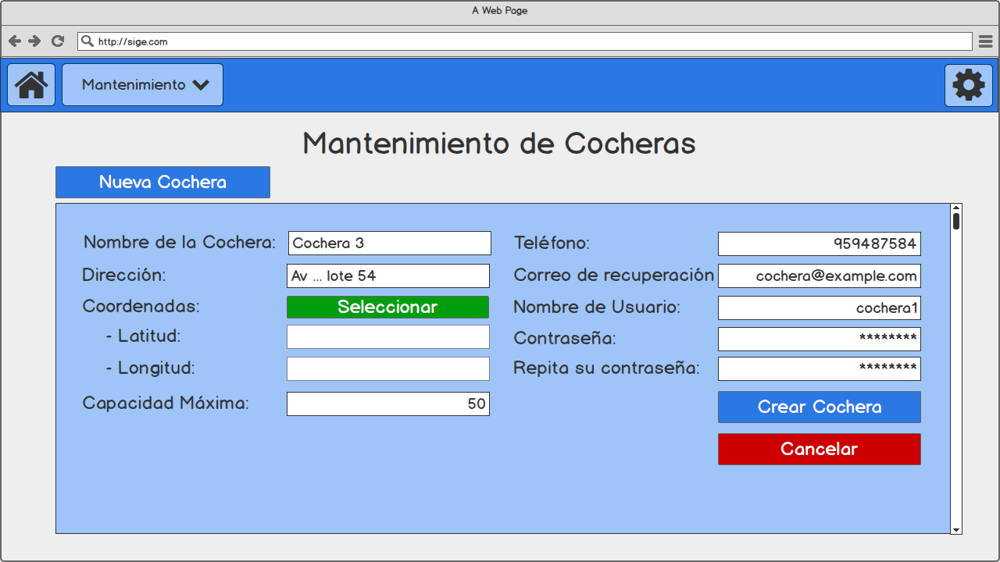 A Web Page
http://sige.com
Mantenimiento
Mantenimiento de Cocheras
Nueva Cochera
Nombre de la Cochera: Cochera 3
Dirección: Av ... lote 54
Coordenadas: Seleccionar
- Latitud:
- Longitud:
Capacidad Máxima: 50
Teléfono: 959487584
Correo de recuperación cochera@example.com
Nombre de Usuario: cochera1
Contraseña: ********
Repita su contraseña: ********
Crear Cochera
Cancelar